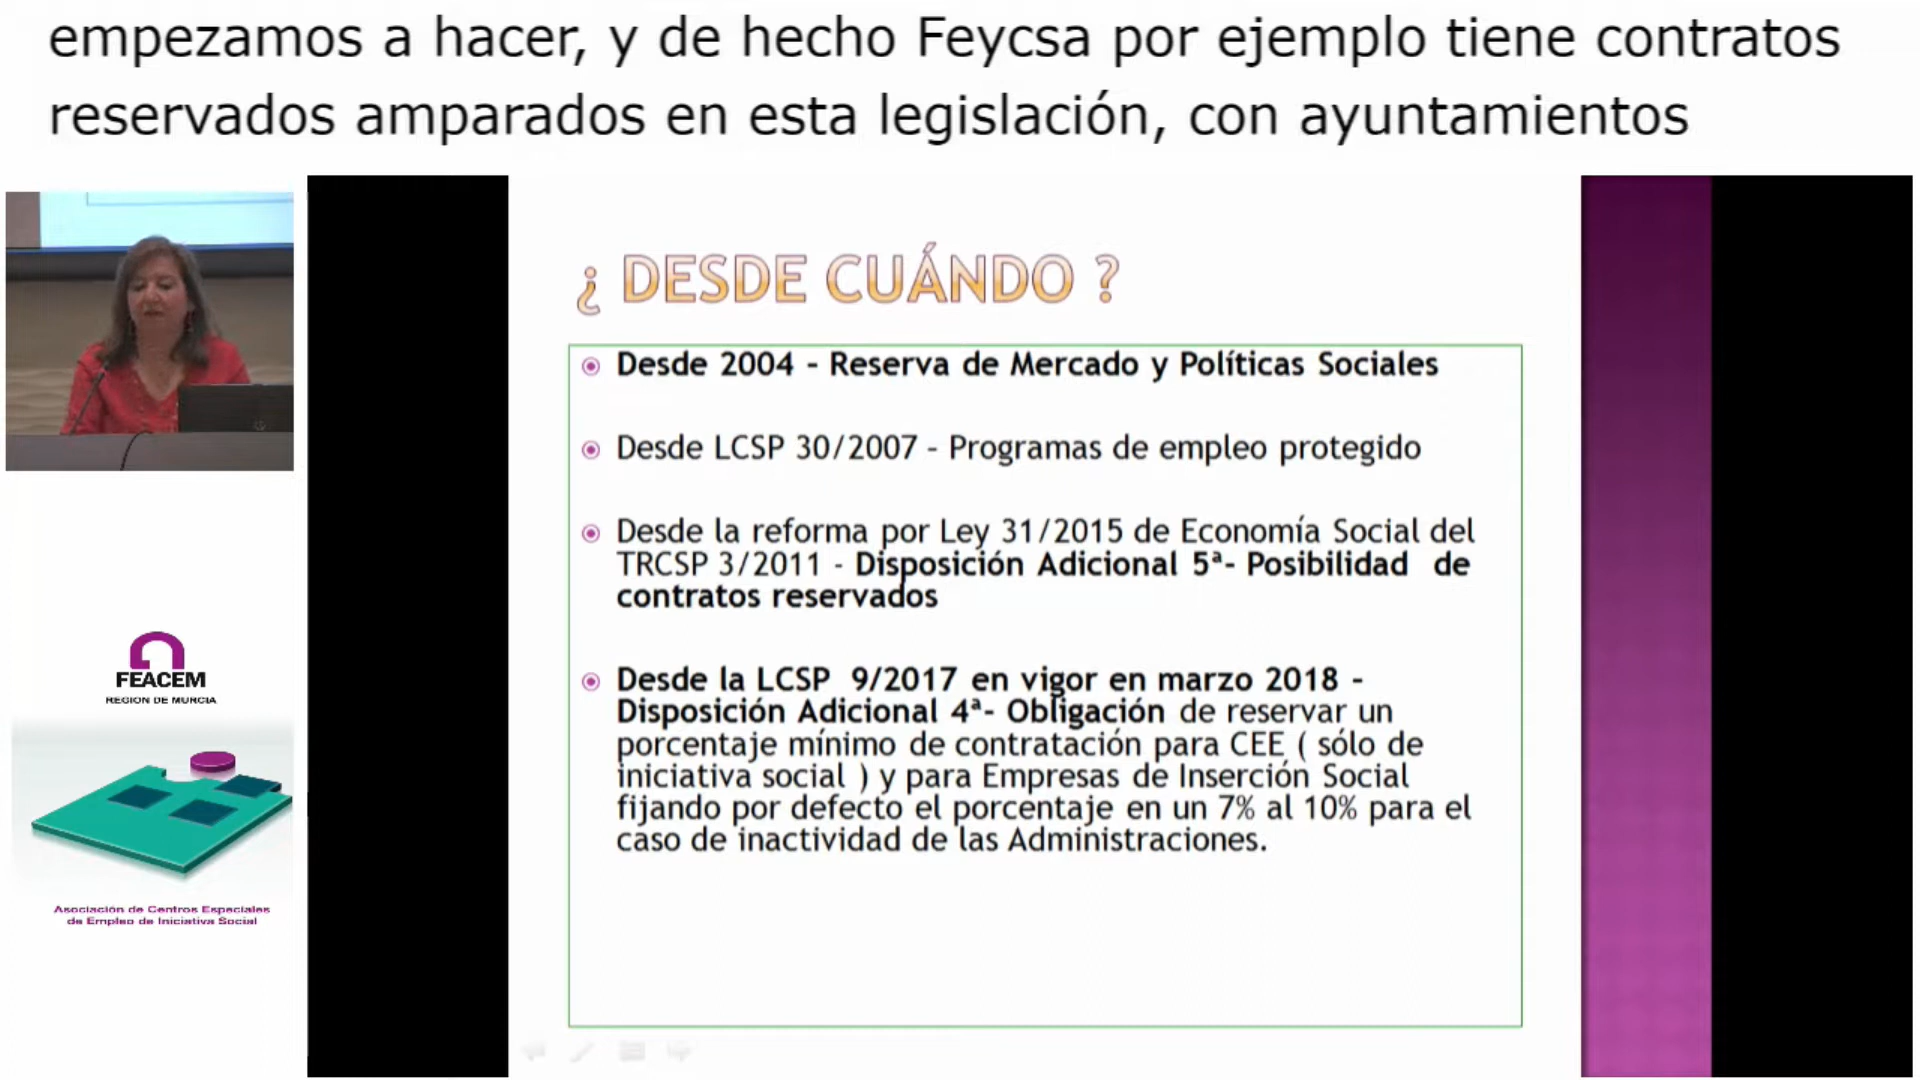 empezamos a hacer, y de hecho Feycsa por ejemplo tiene contratos
reservados amparados en esta legislación, con ayuntamientos
¿ DESDE CUÁNDO ?
Desde 2004 - Reserva de Mercado y Políticas Sociales
Desde LCSP 30/2007 - Programas de empleo protegido
Desde la reforma por Ley 31/2015 de Economía Social del
TRCSP 3/2011 - Disposición Adicional 5ª- Posibilidad de
contratos reservados
Desde la LCSP 9/2017 en vigor en marzo 2018 -
Disposición Adicional 4ª- Obligación de reservar un
porcentaje mínimo de contratación para CEE ( sólo de
iniciativa social ) y para Empresas de Inserción Social
fijando por defecto el porcentaje en un 7% al 10% para el
caso de inactividad de las Administraciones.
FEACEM
REGION DE MURCIA
Asociación de Centros Especiales
de Empleo de Iniciativa Social